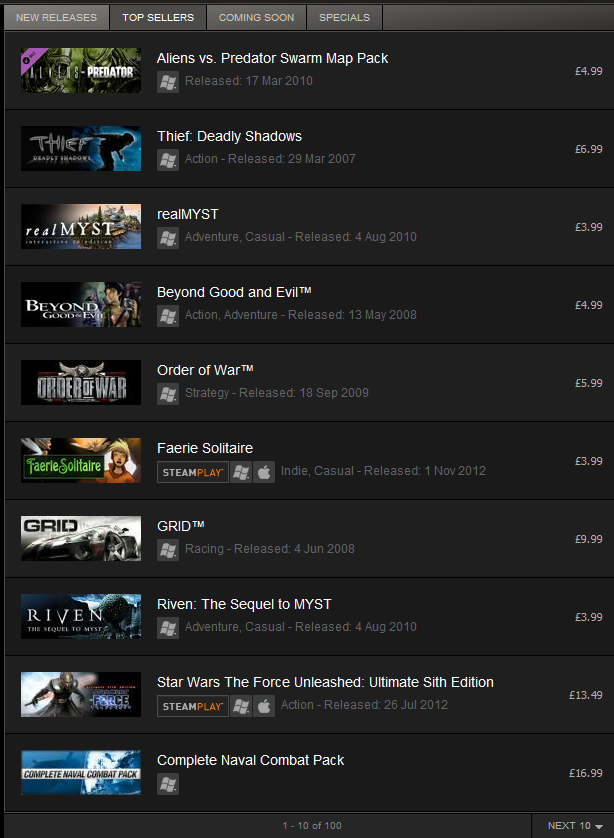 NEW RELEASES
TOP SELLERS
COMING SOON
SPECIALS
DLC
ALIENS - PREDATOR
Aliens vs. Predator Swarm Map Pack
Released: 17 Mar 2010
£4.99
THIEF
DEADLY SHADOWS
Thief: Deadly Shadows
Action - Released: 29 Mar 2007
£6.99
realMYST
interactive 3d edition
realMYST
Adventure, Casual - Released: 4 Aug 2010
£3.99
BEYOND
GOOD & EVIL
Beyond Good and Evil™
Action, Adventure - Released: 13 May 2008
£4.99
ORDER OF WAR
Order of War™
Strategy - Released: 18 Sep 2009
£5.99
FaerieSolitaire
Faerie Solitaire
STEAMPLAY™ Indie, Casual - Released: 1 Nov 2012
£3.99
GRID
GRID™
Racing - Released: 4 Jun 2008
£9.99
RIVEN
THE SEQUEL TO MYST
Riven: The Sequel to MYST
Adventure, Casual - Released: 4 Aug 2010
£3.99
FORCE
Star Wars The Force Unleashed: Ultimate Sith Edition
STEAMPLAY™ Action - Released: 26 Jul 2012
£13.49
COMPLETE NAVAL COMBAT PACK
Complete Naval Combat Pack
£16.99
1 - 10 of 100
NEXT 10